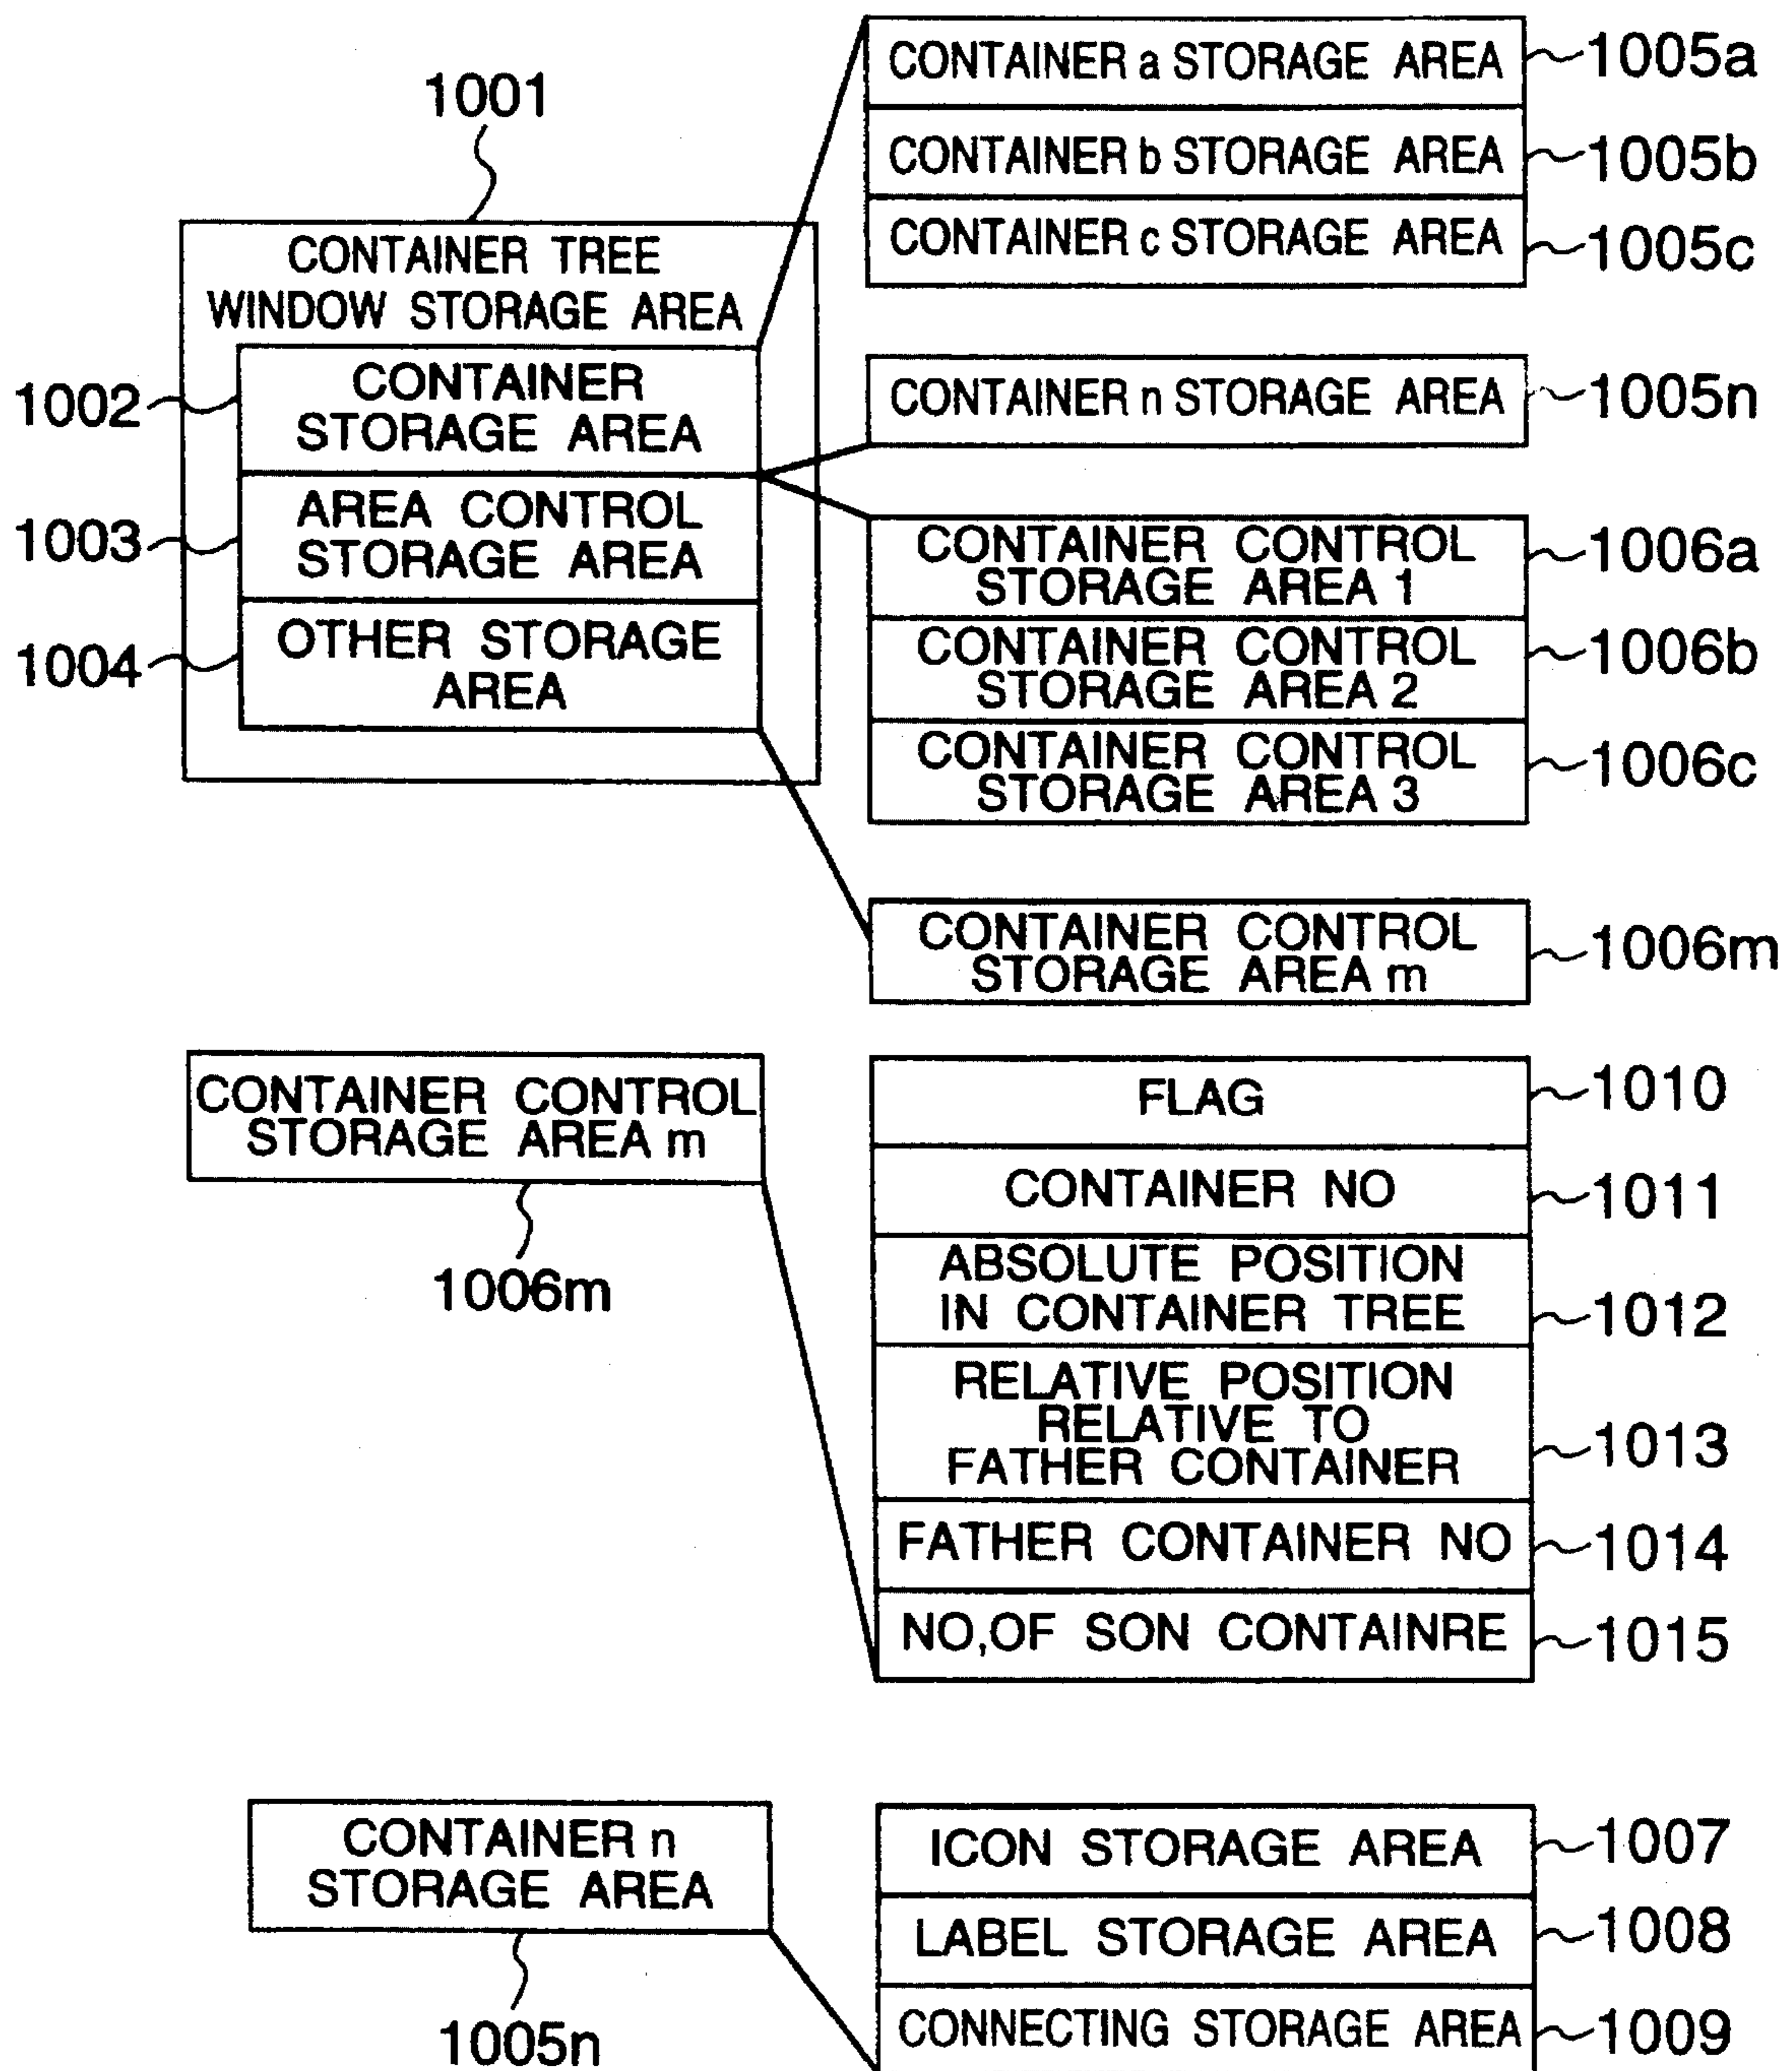 1001
CONTAINER TREE
WINDOW STORAGE AREA
1002
CONTAINER
STORAGE AREA
1003
AREA CONTROL
STORAGE AREA
1004
OTHER STORAGE
AREA
CONTAINER a STORAGE AREA
1005a
CONTAINER b STORAGE AREA
1005b
CONTAINER c STORAGE AREA
1005c
CONTAINER n STORAGE AREA
1005n
CONTAINER CONTROL
STORAGE AREA 1
1006a
CONTAINER CONTROL
STORAGE AREA 2
1006b
CONTAINER CONTROL
STORAGE AREA 3
1006c
CONTAINER CONTROL
STORAGE AREA m
1006m
CONTAINER CONTROL
STORAGE AREA m
1006m
FLAG
1010
CONTAINER NO
1011
ABSOLUTE POSITION
IN CONTAINER TREE
1012
RELATIVE POSITION
RELATIVE TO
FATHER CONTAINER
1013
FATHER CONTAINER NO
1014
NO,OF SON CONTAINRE
1015
CONTAINER n
STORAGE AREA
1005n
ICON STORAGE AREA
1007
LABEL STORAGE AREA
1008
CONNECTING STORAGE AREA
1009